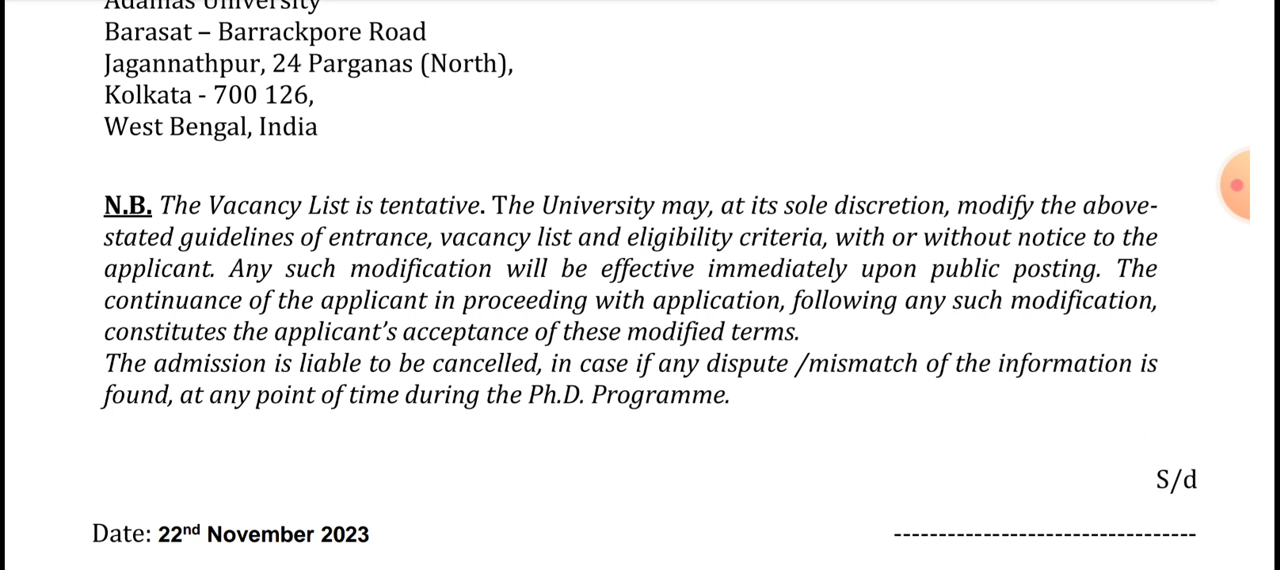 Adamas University
Barasat – Barrackpore Road
Jagannathpur, 24 Parganas (North),
Kolkata - 700 126,
West Bengal, India
N.B. The Vacancy List is tentative. The University may, at its sole discretion, modify the above-
stated guidelines of entrance, vacancy list and eligibility criteria, with or without notice to the
applicant. Any such modification will be effective immediately upon public posting. The
continuance of the applicant in proceeding with application, following any such modification,
constitutes the applicant’s acceptance of these modified terms.
The admission is liable to be cancelled, in case if any dispute /mismatch of the information is
found, at any point of time during the Ph.D. Programme.
S/d
Date: 22nd November 2023
----------------------------------